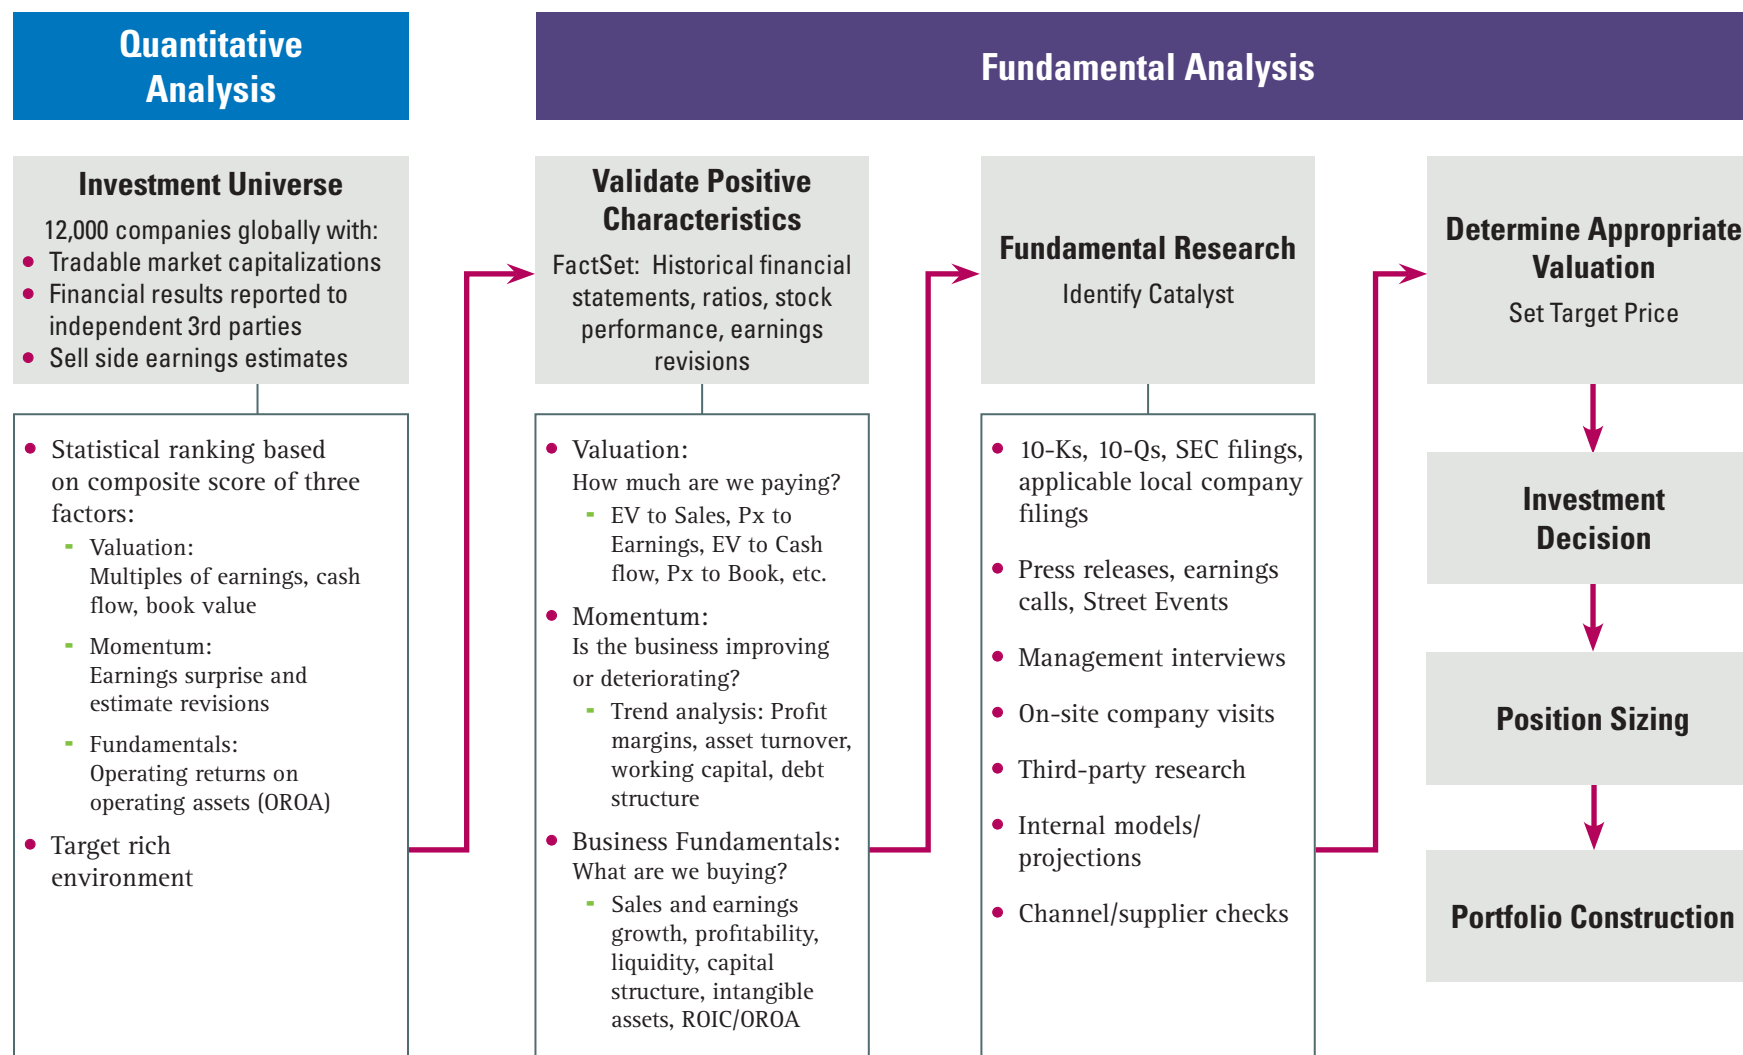 Quantitative
Analysis
Fundamental Analysis
Investment Universe
12,000 companies globally with:
• Tradable market capitalizations
• Financial results reported to
independent 3rd parties
• Sell side earnings estimates
• Statistical ranking based
on composite score of three
factors:
- Valuation:
Multiples of earnings, cash
flow, book value
- Momentum:
Earnings surprise and
estimate revisions
- Fundamentals:
Operating returns on
operating assets (OROA)
• Target rich
environment
Validate Positive
Characteristics
FactSet: Historical financial
statements, ratios, stock
performance, earnings
revisions
• Valuation:
How much are we paying?
- EV to Sales, Px to
Earnings, EV to Cash
flow, Px to Book, etc.
• Momentum:
Is the business improving
or deteriorating?
- Trend analysis: Profit
margins, asset turnover,
working capital, debt
structure
• Business Fundamentals:
What are we buying?
- Sales and earnings
growth, profitability,
liquidity, capital
structure, intangible
assets, ROIC/OROA
Fundamental Research
Identify Catalyst
• 10-Ks, 10-Qs, SEC filings,
applicable local company
filings
• Press releases, earnings
calls, Street Events
• Management interviews
• On-site company visits
• Third-party research
• Internal models/
projections
• Channel/supplier checks
Determine Appropriate
Valuation
Set Target Price
Investment
Decision
Position Sizing
Portfolio Construction